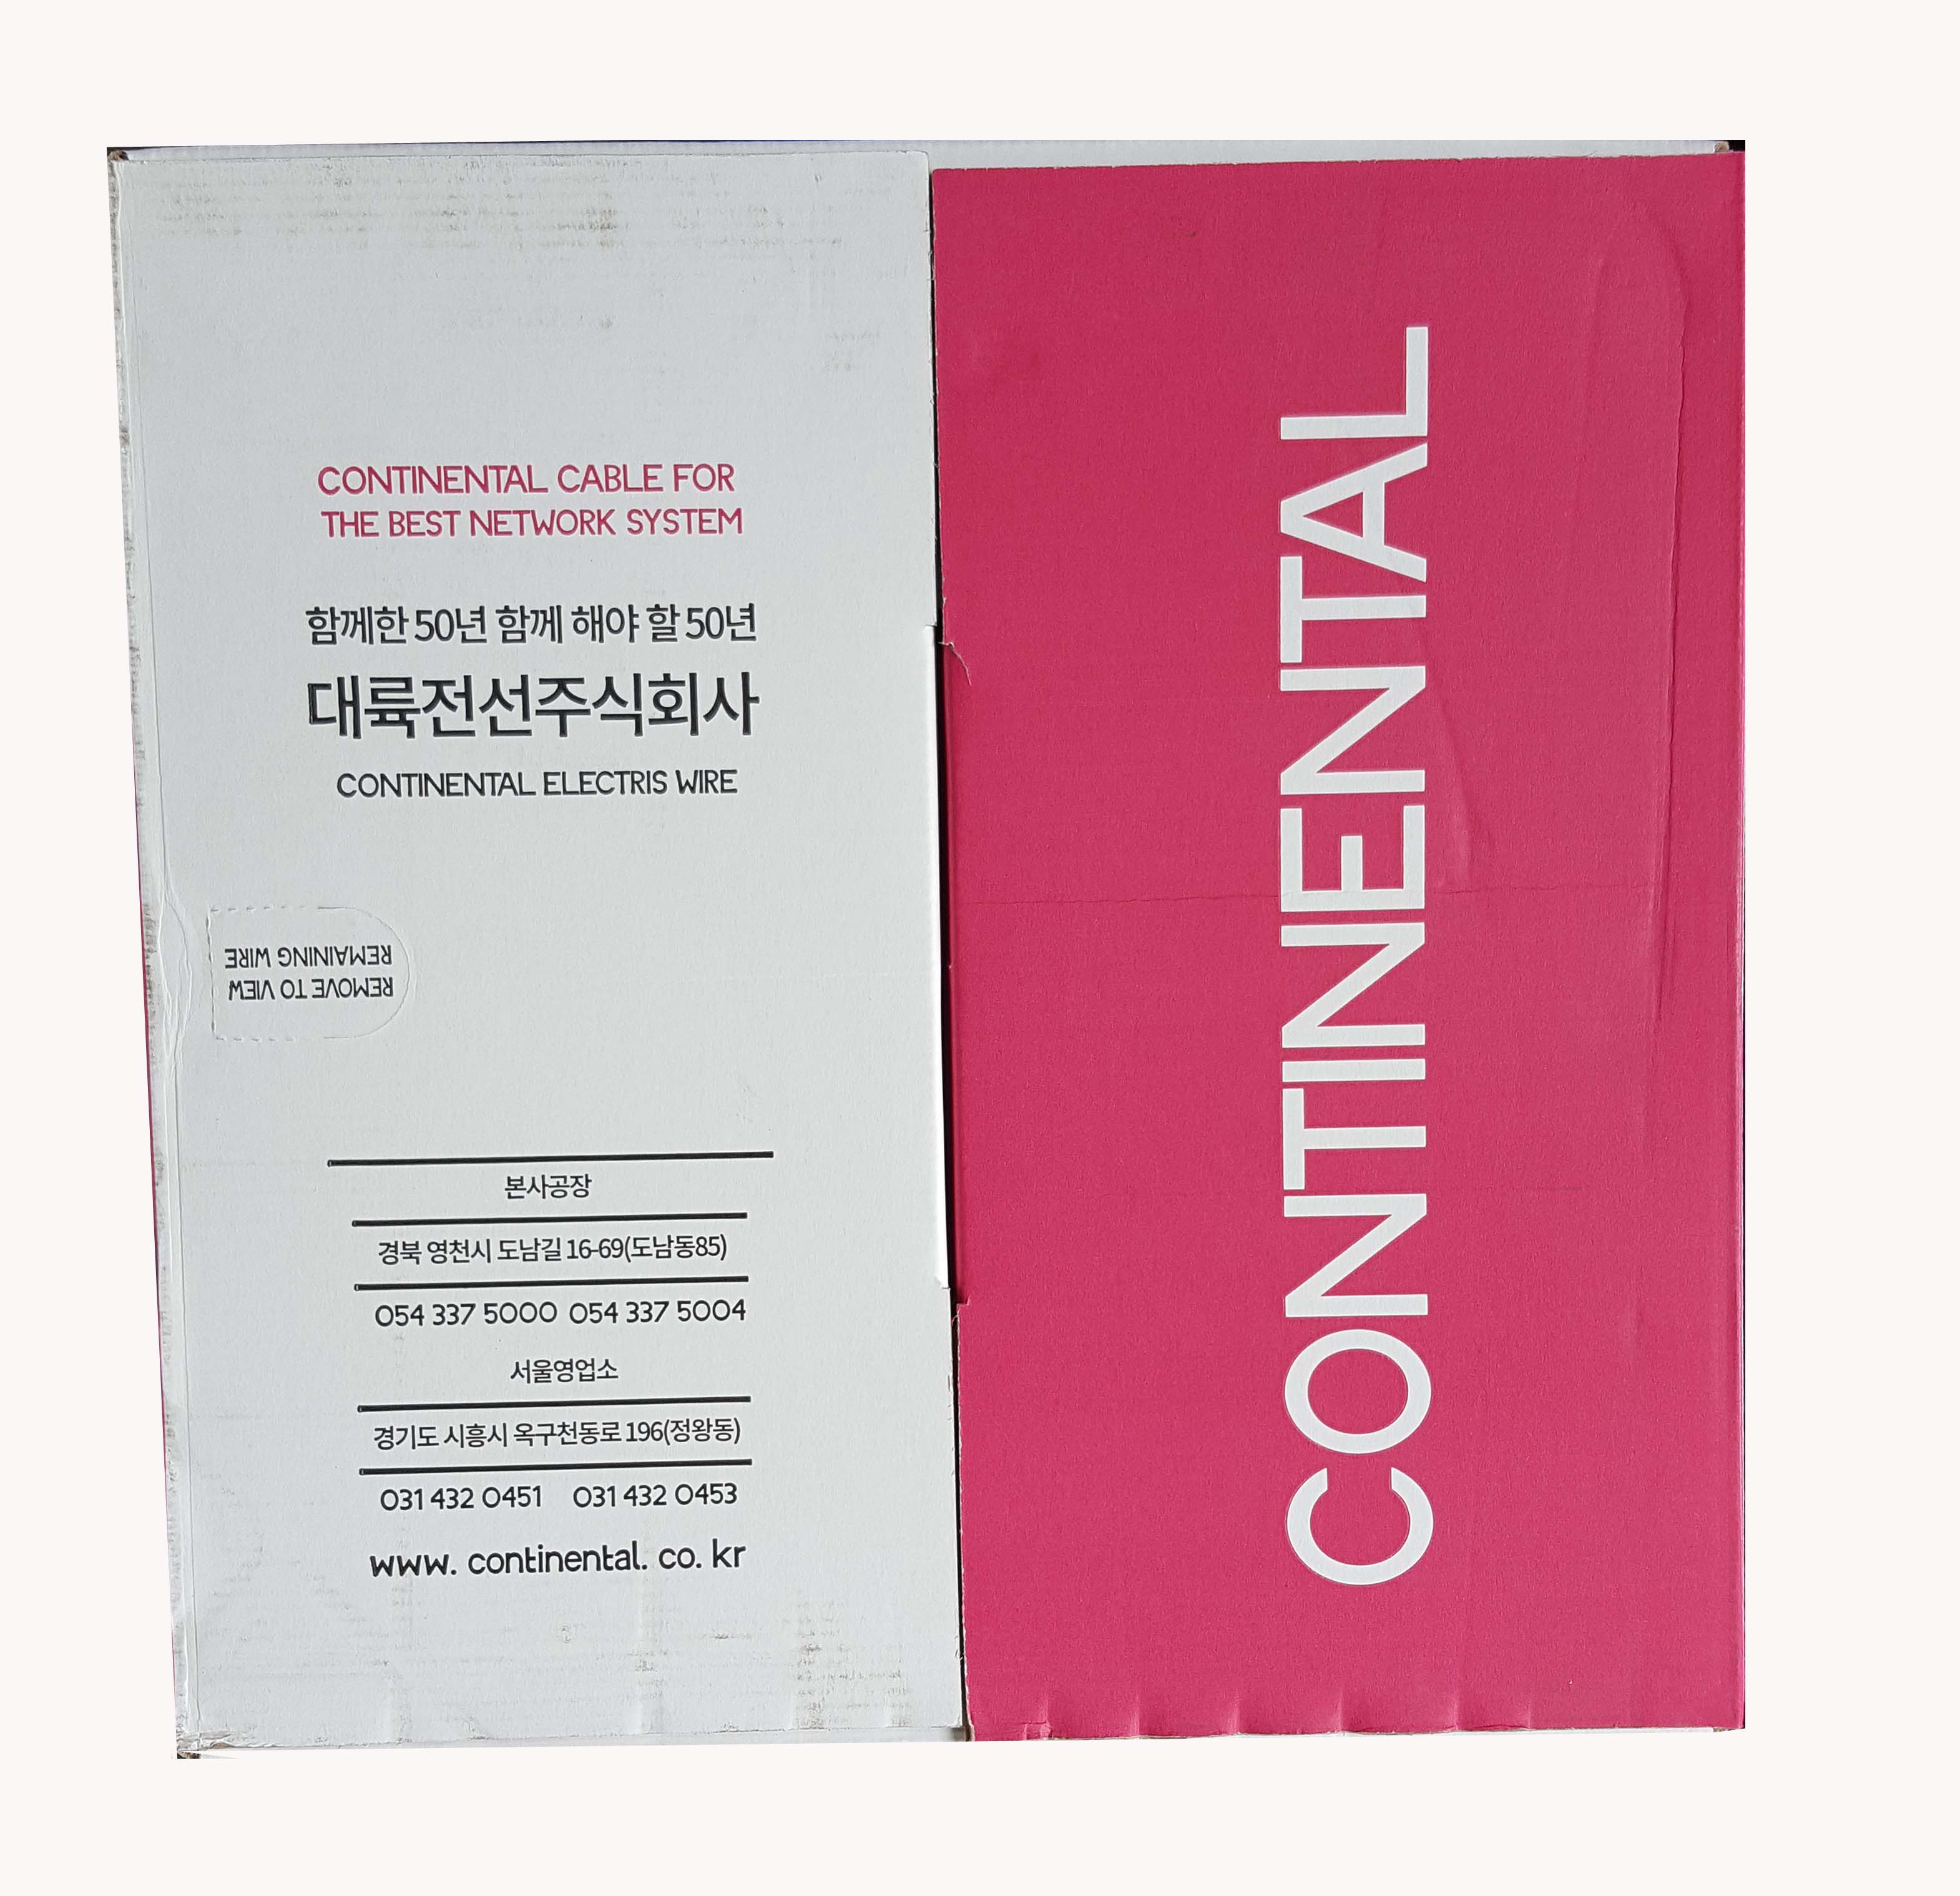 CONTINENTAL CABLE FOR
THE BEST NETWORK SYSTEM
함께한 50년 함께 해야 할 50년
대륙전선주식회사
CONTINENTAL ELECTRIS WIRE
REMOVE TO VIEW
REMAINING WIRE
본사공장
경북 영천시 도남길 16-69(도남동85)
054 337 5000 054 337 5004
서울영업소
경기도 시흥시 옥구천동로 196(정왕동)
031 432 0451 031 432 0453
www. continental. co. kr
CONTINENTAL